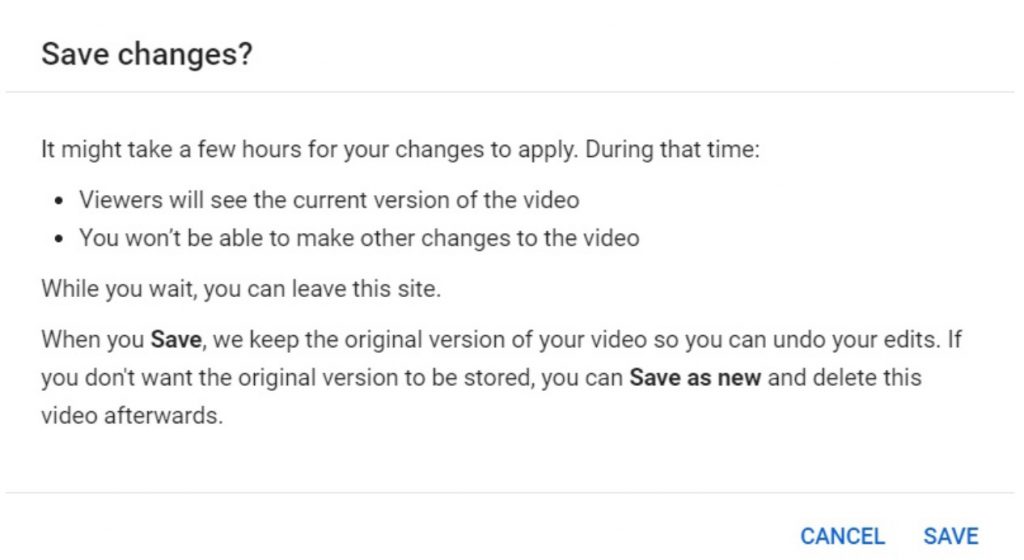 Save changes?
It might take a few hours for your changes to apply. During that time:
• Viewers will see the current version of the video
• You won’t be able to make other changes to the video
While you wait, you can leave this site.
When you Save, we keep the original version of your video so you can undo your edits. If
you don't want the original version to be stored, you can Save as new and delete this
video afterwards.
CANCEL SAVE